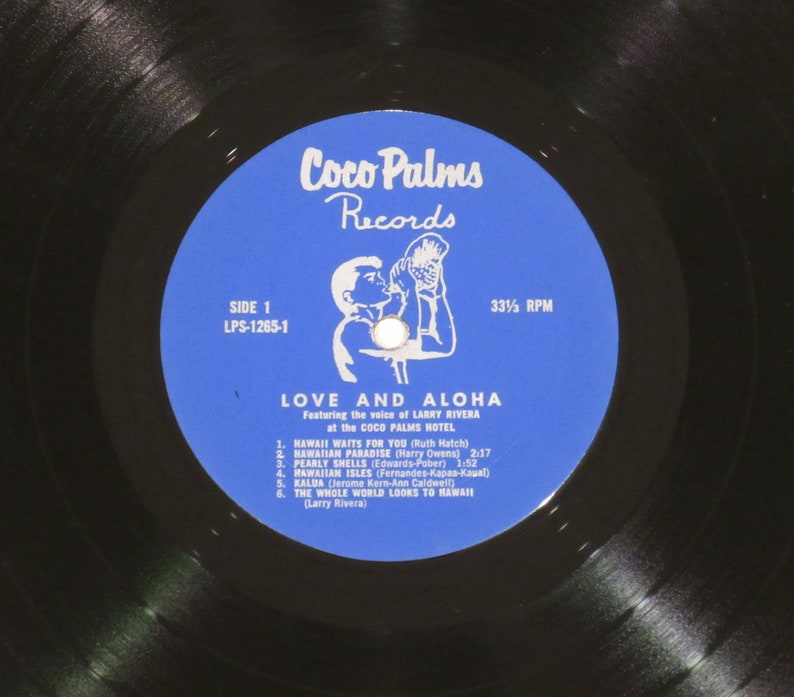 Coco Palms
Records
SIDE 1
LPS-1265-1
33⅓ RPM
LOVE AND ALOHA
Featuring the voice of LARRY RIVERA
at the COCO PALMS HOTEL
1. HAWAII WAITS FOR YOU (Ruth Hatch)
2. HAWAIIAN PARADISE (Harry Owens) 2:17
3. PEARLY SHELLS (Edwards-Pober) 1:52
4. HAWAIIAN ISLES (Fernandes-Kapaa-Kauai)
5. KALUA (Jerome Kern-Ann Caldwell)
6. THE WHOLE WORLD LOOKS TO HAWAII
(Larry Rivera)